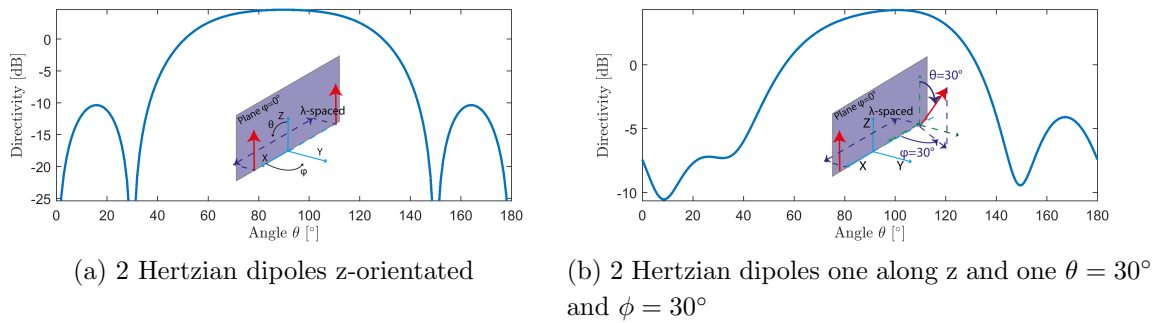 Directivity [dB]
0
-5
-10
-15
-20
-25
0 20 40 60 80 100 120 140 160 180
Angle θ [°]
Plane φ=0°
λ-spaced
θ
Z
X
Y
φ
(a) 2 Hertzian dipoles z-orientated
Directivity [dB]
0
-5
-10
0 20 40 60 80 100 120 140 160 180
Angle θ [°]
Plane φ=0°
λ-spaced
θ=30°
Z
φ=30°
X
Y
(b) 2 Hertzian dipoles one along z and one θ = 30°
and ϕ = 30°